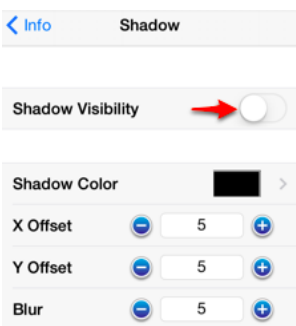 Info Shadow
Shadow Visibility
Shadow Color
X Offset 5
Y Offset 5
Blur 5